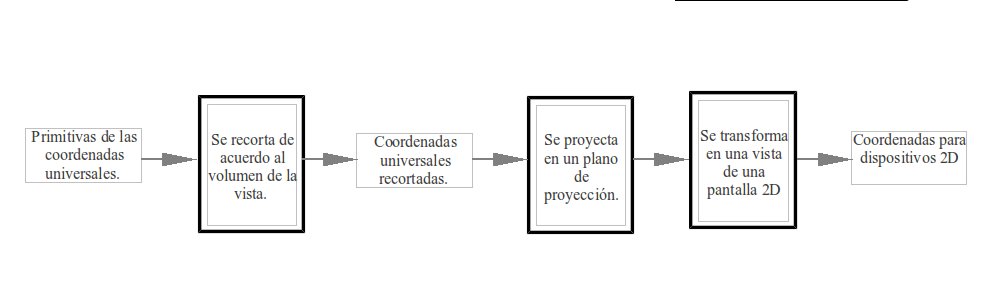 Primitivas de las
coordenadas
universales.
Se recorta de
acuerdo al
volumen de la
vista.
Coordenadas
universales
recortadas.
Se proyecta
en un plano
de
proyección.
Se transforma
en una vista
de una
pantalla 2D
Coordenadas para
dispositivos 2D